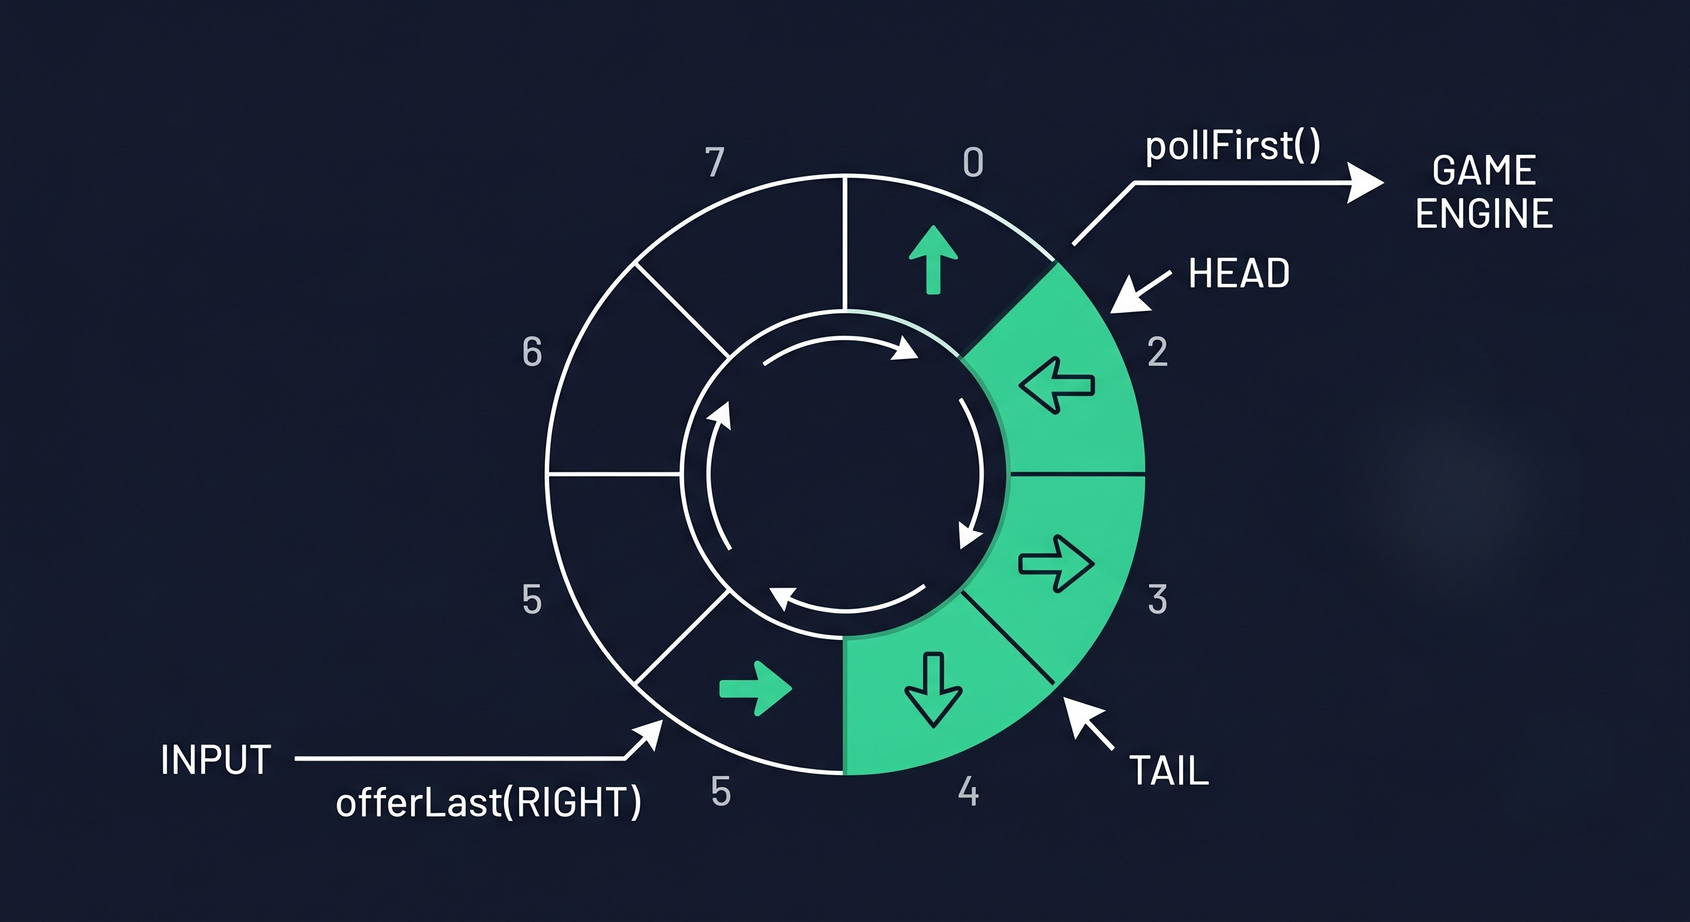 pollFirst()
7
0
GAME
ENGINE
HEAD
6
2
5
3
INPUT
offerLast(RIGHT)
5
4
TAIL